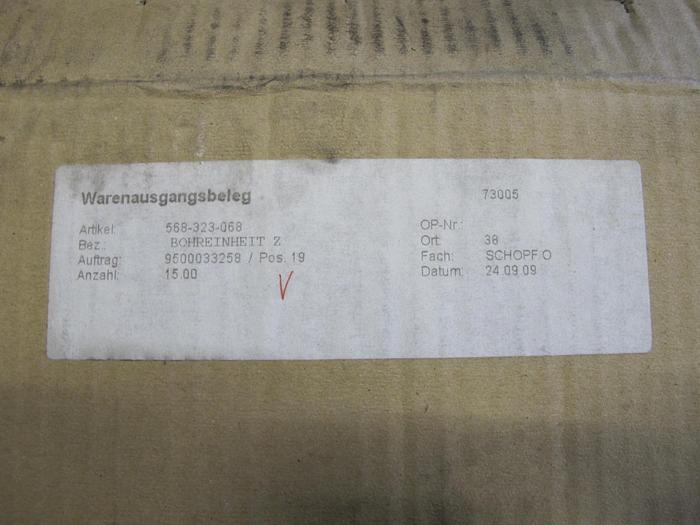 Warenausgangsbeleg 73005
Artikel: 568-323-068 OP-Nr.:
Bez.: BOHREINHEIT Z Ort: 38
Auftrag: 9500033258 / Pos. 19 Fach: SCHOPF O
Anzahl: 15.00 Datum: 24.09.09
V